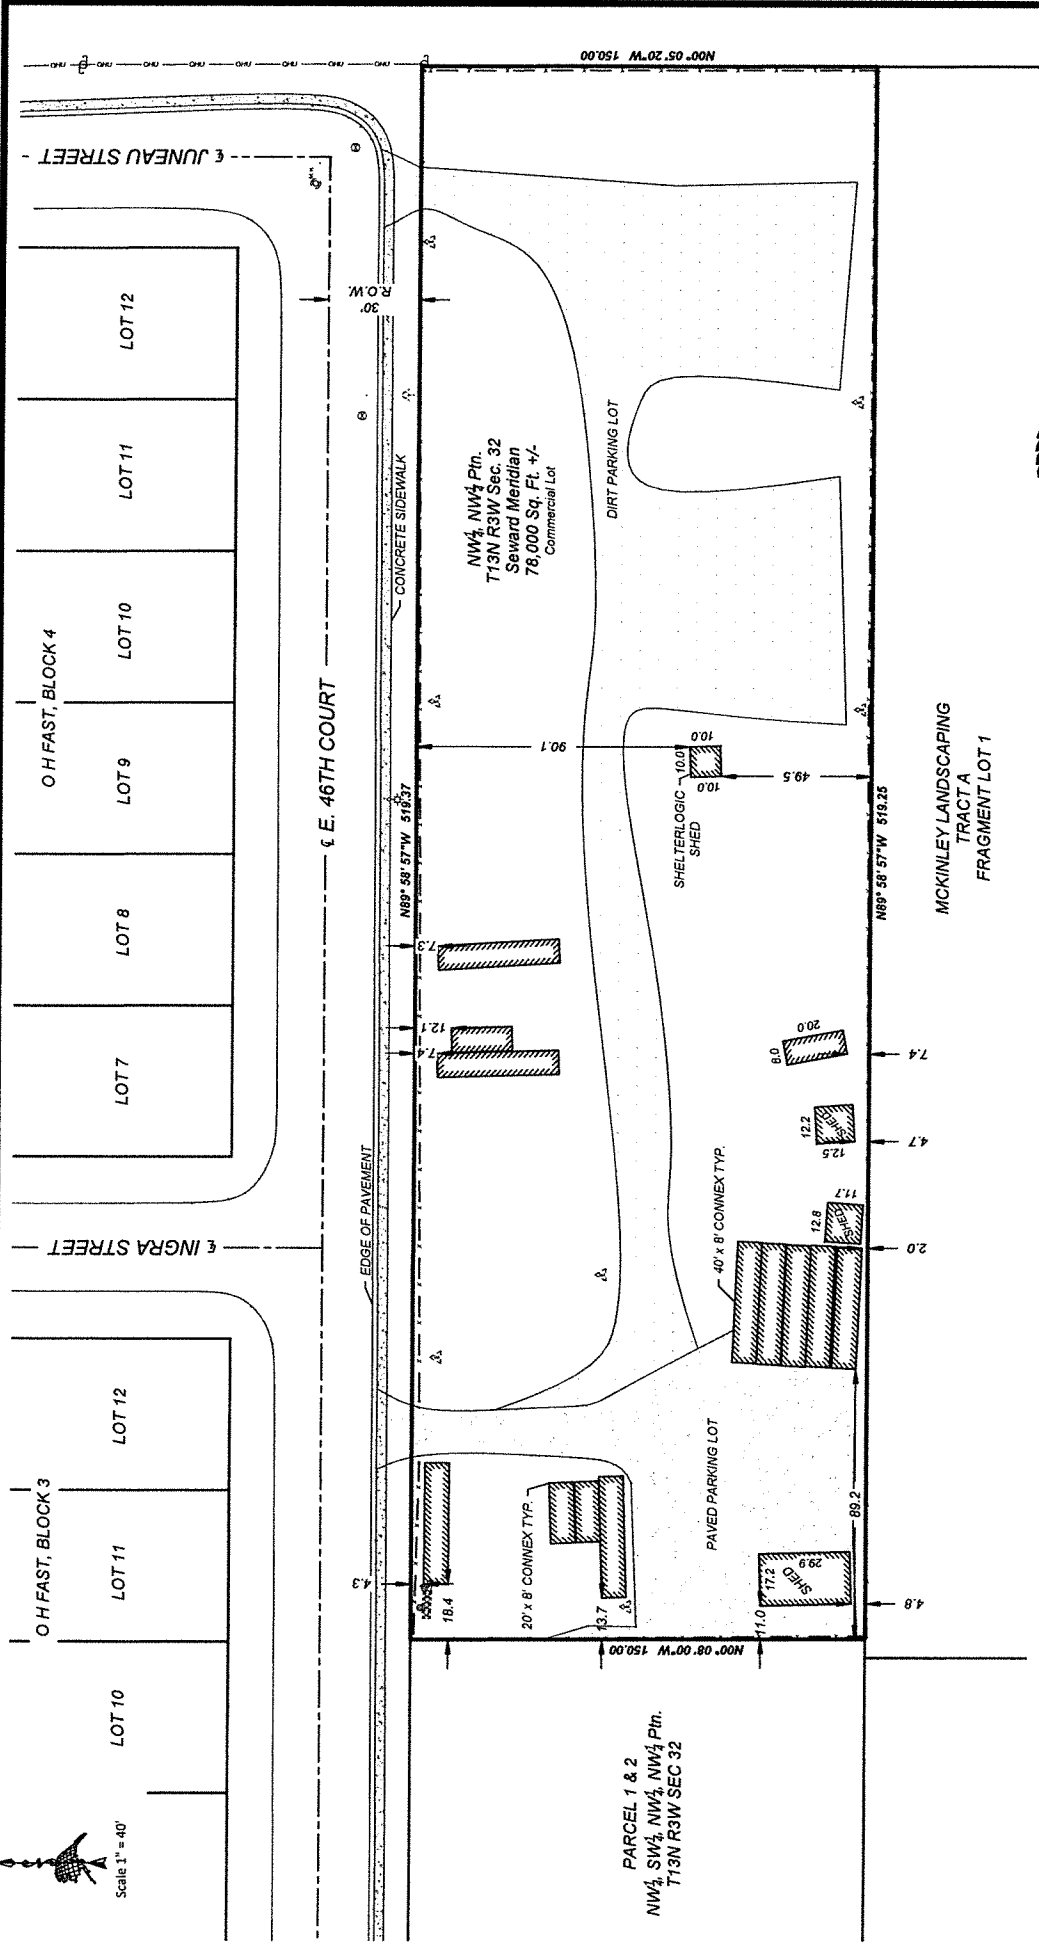 Scale 1" = 40'
O H FAST, BLOCK 3
LOT 10
LOT 11
LOT 12
℄ INGRA STREET
O H FAST, BLOCK 4
LOT 7
LOT 8
LOT 9
LOT 10
LOT 11
LOT 12
℄ JUNEAU STREET
OHU
OHU
OHU
OHU
OHU
OHU
OHU
OHU
℄ E. 46TH COURT
30'
R.O.W.
EDGE OF PAVEMENT
CONCRETE SIDEWALK
N89° 58' 57"W 519.37
N00° 05' 20"W 150.00
N00° 08' 00"W 150.00
N89° 58' 57"W 519.25
NW¼, NW¼ Ptn.
T13N R3W Sec. 32
Seward Meridian
78,000 Sq. Ft. +/-
Commercial Lot
DIRT PARKING LOT
PAVED PARKING LOT
4.3
18.4
20' x 8' CONNEX TYP.
13.7
11.0
17.2
29.9
SHED
4.8
89.2
40' x 8' CONNEX TYP.
12.8
11.7
SHED
2.0
12.2
12.5
SHED
4.7
8.0
20.0
7.4
7.4
12.1
7.3
90.1
SHELTERLOGIC
SHED
10.0
10.0
10.0
49.5
PARCEL 1 & 2
NW¼, SW¼, NW¼, NW¼ Ptn.
T13N R3W SEC 32
MCKINLEY LANDSCAPING
TRACT A
FRAGMENT LOT 1